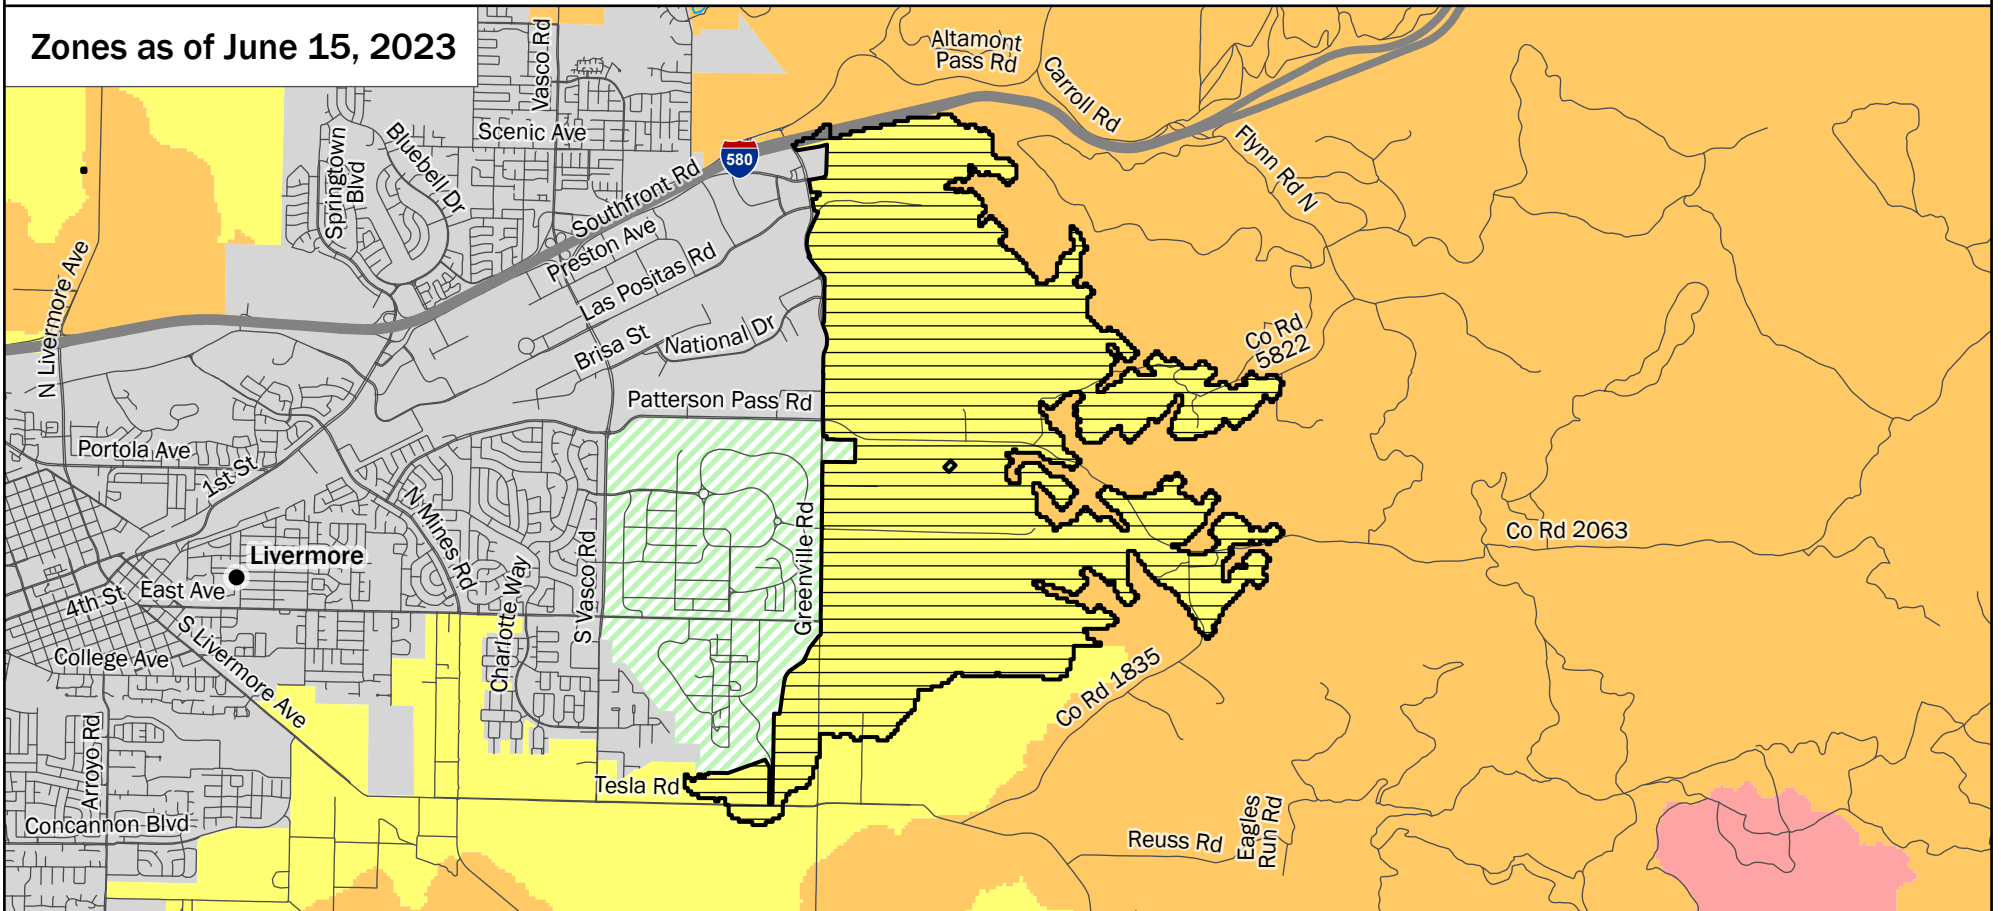 Zones as of June 15, 2023
Vasco Rd
Altamont
Pass Rd
Carroll Rd
Scenic Ave
Springtown
Blvd
Bluebell Dr
580
Flynn Rd N
Southfront Rd
Preston Ave
Las Positas Rd
N Livermore Ave
Brisa St
National Dr
Co Rd
5822
Patterson Pass Rd
Portola Ave
1st St
N Mines Rd
Greenville Rd
S Vasco Rd
Co Rd 2063
Livermore
East Ave
4th St
Charlotte Way
S Livermore Ave
College Ave
Co Rd 1835
Arroyo Rd
Tesla Rd
Concannon Blvd
Reuss Rd
Eagles
Run Rd